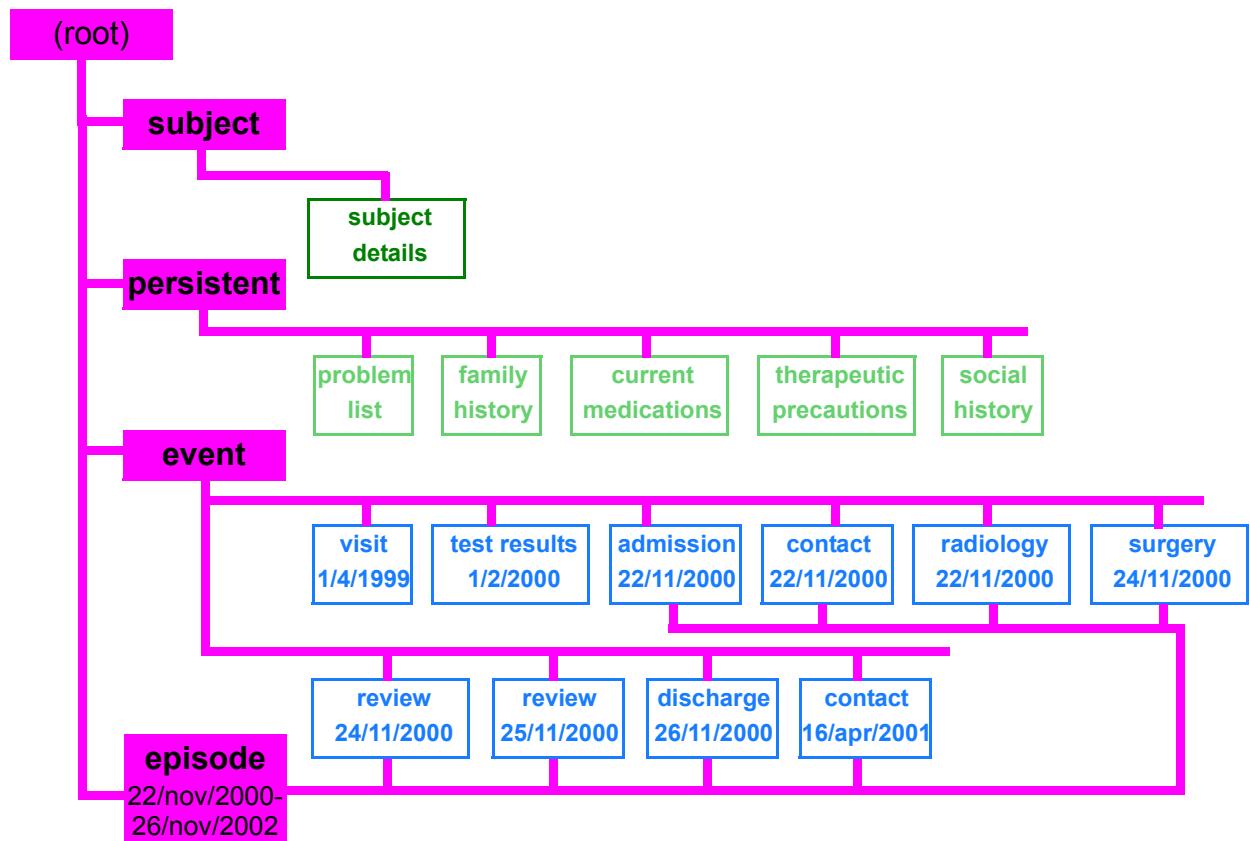 (root)
subject
subject
details
persistent
problem
list
family
history
current
medications
therapeutic
precautions
social
history
event
visit
1/4/1999
test results
1/2/2000
admission
22/11/2000
contact
22/11/2000
radiology
22/11/2000
surgery
24/11/2000
review
24/11/2000
review
25/11/2000
discharge
26/11/2000
contact
16/apr/2001
episode
22/nov/2000-
26/nov/2002